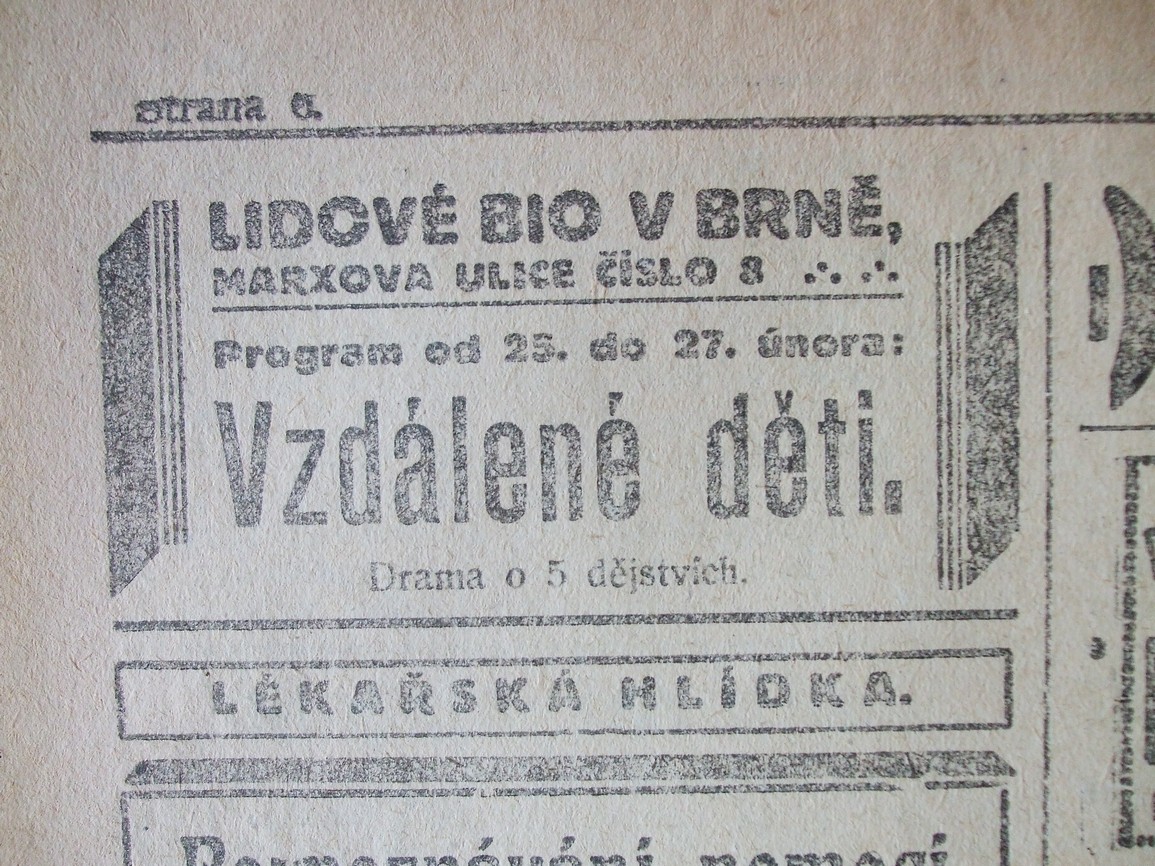 Strana 6.
LIDOVÉ BIO V BRNĚ,
MARXOVA ULICE ČÍSLO 8 ∴ ∴
Program od 25. do 27. února:
Vzdálené děti.
Drama o 5 dějstvích.
LÉKAŘSKÁ HLÍDKA.
nemocí